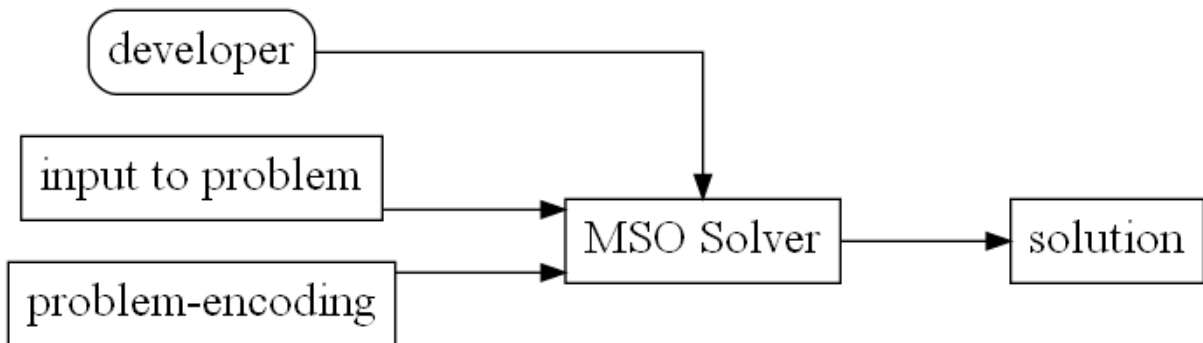 developer
input to problem
MSO Solver
solution
problem-encoding